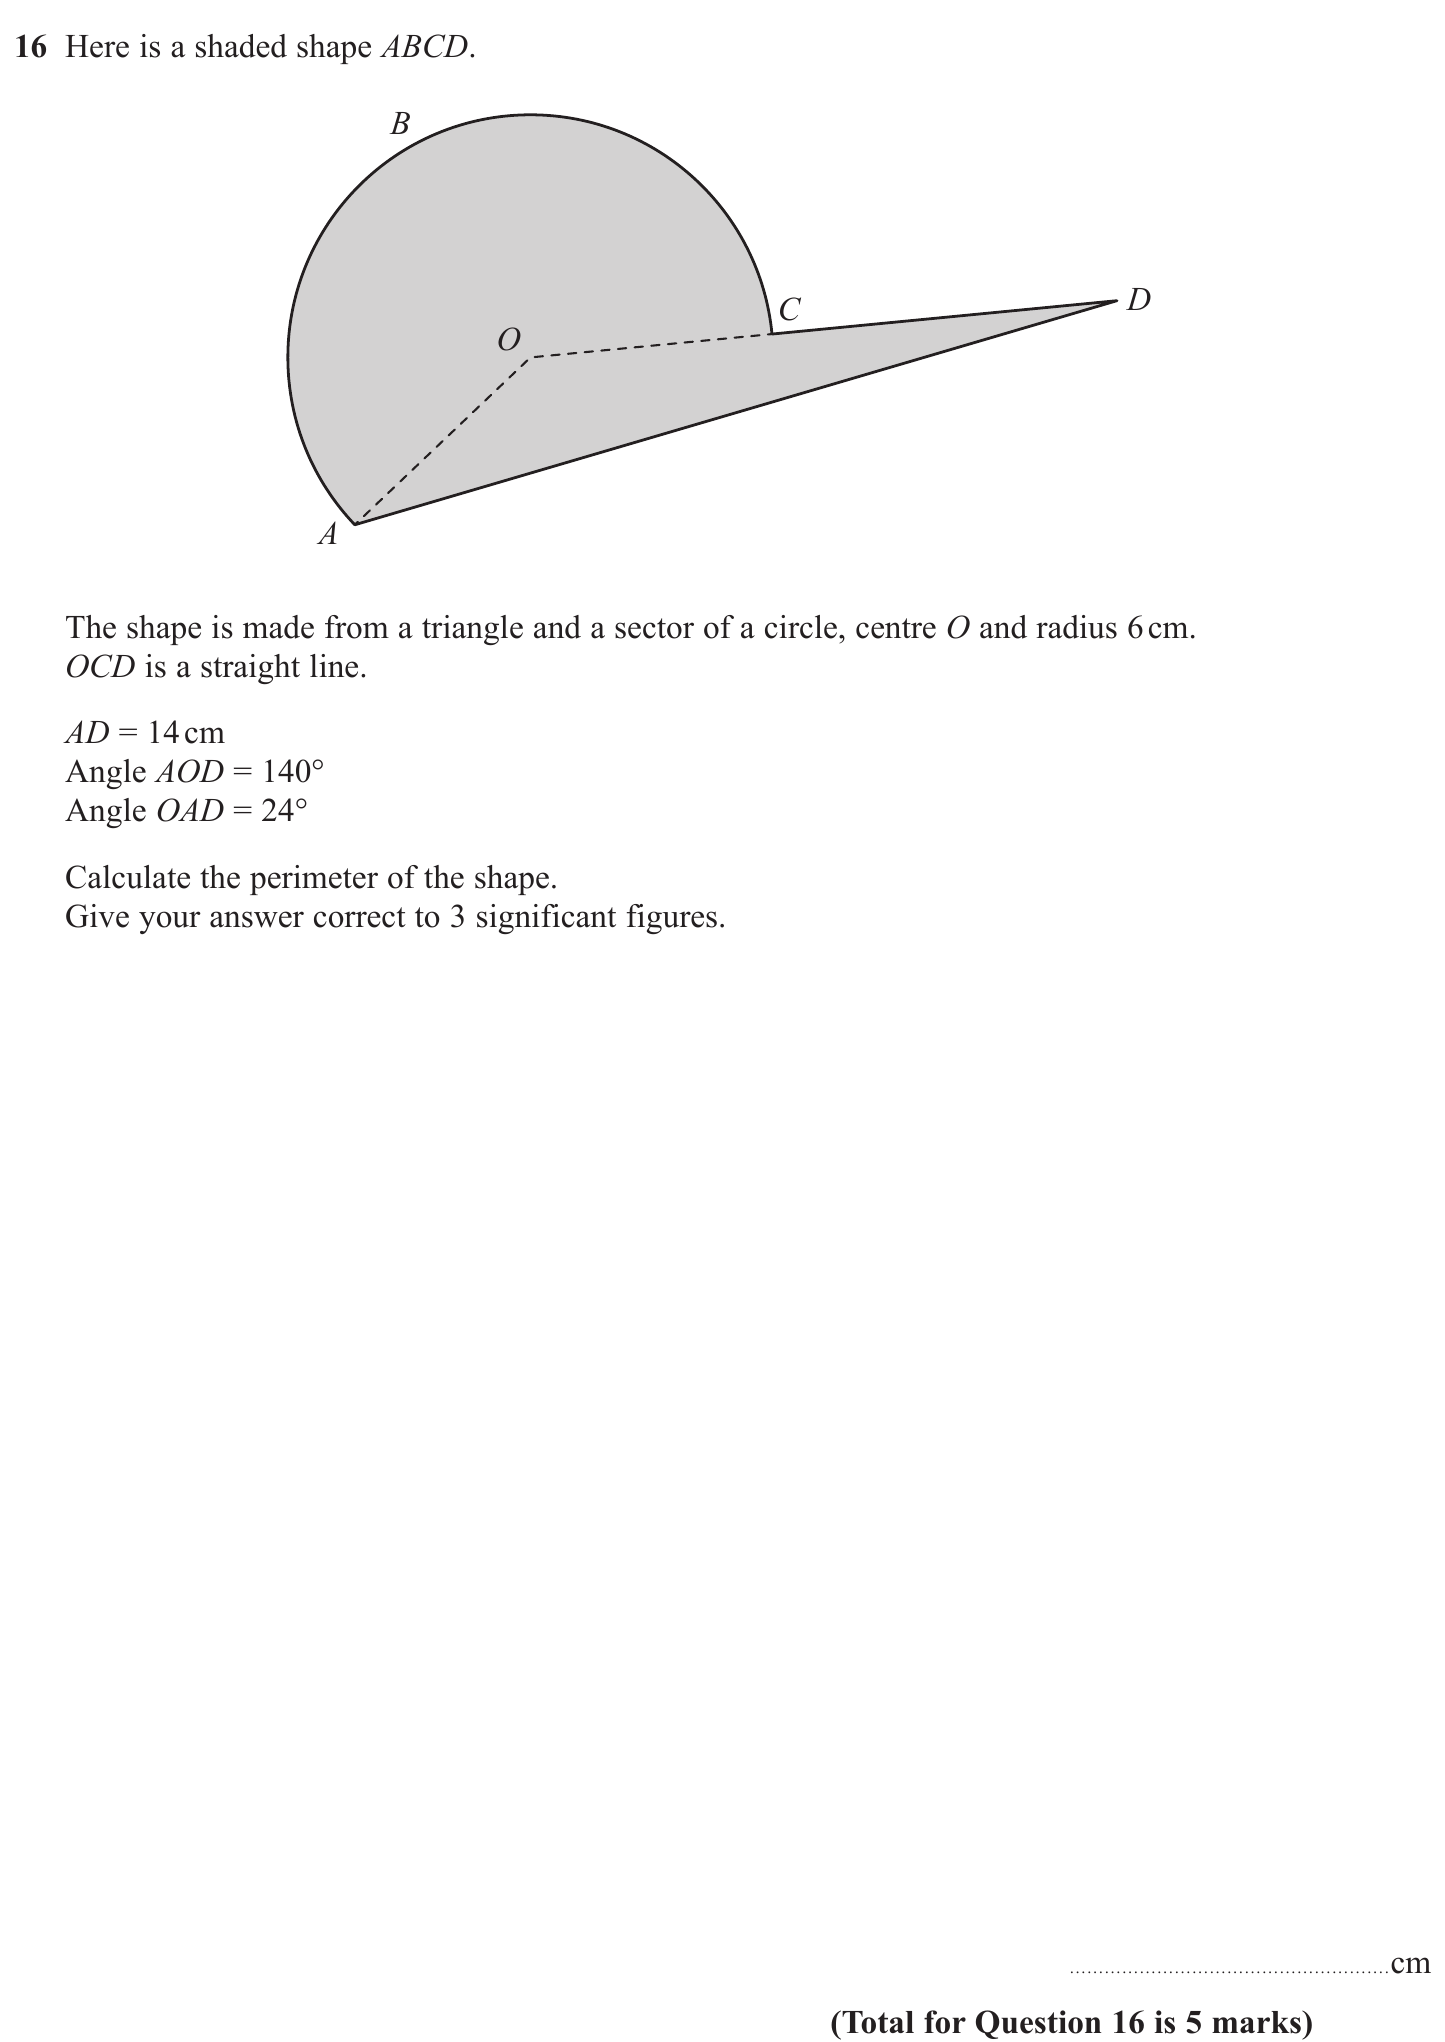 16 Here is a shaded shape ABCD.
B
C
D
O
A
The shape is made from a triangle and a sector of a circle, centre O and radius 6 cm.
OCD is a straight line.
AD = 14 cm
Angle AOD = 140°
Angle OAD = 24°
Calculate the perimeter of the shape.
Give your answer correct to 3 significant figures.
......................................................cm
(Total for Question 16 is 5 marks)